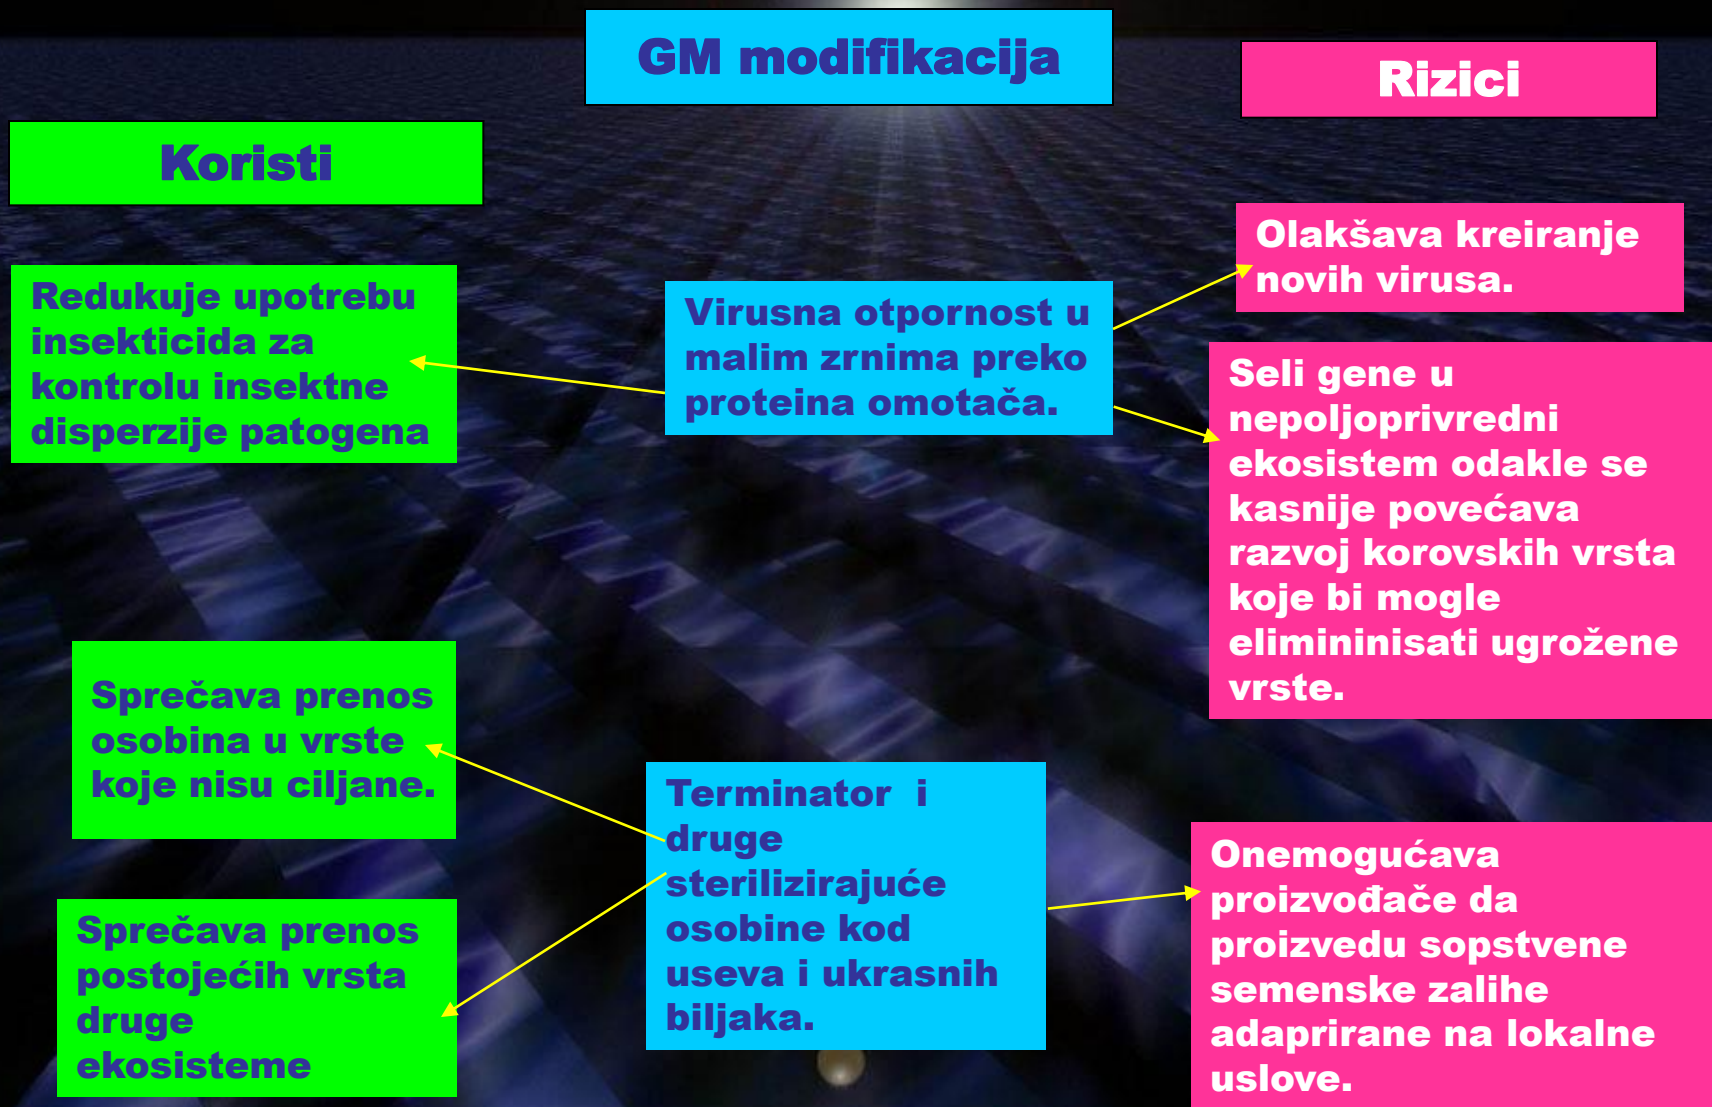 GM modifikacija
Rizici
Koristi
Olakšava kreiranje
novih virusa.
Redukuje upotrebu
insekticida za
kontrolu insektne
disperzije patogena
Virusna otpornost u
malim zrnima preko
proteina omotača.
Seli gene u
nepoljoprivredni
ekosistem odakle se
kasnije povećava
razvoj korovskih vrsta
koje bi mogle
elimininisati ugrožene
vrste.
Sprečava prenos
osobina u vrste
koje nisu ciljane.
Terminator  i
druge
sterilizirajuće
osobine kod
useva i ukrasnih
biljaka.
Sprečava prenos
postojećih vrsta
druge
ekosisteme
Onemogućava
proizvođače da
proizvedu sopstvene
semenske zalihe
adaprirane na lokalne
uslove.